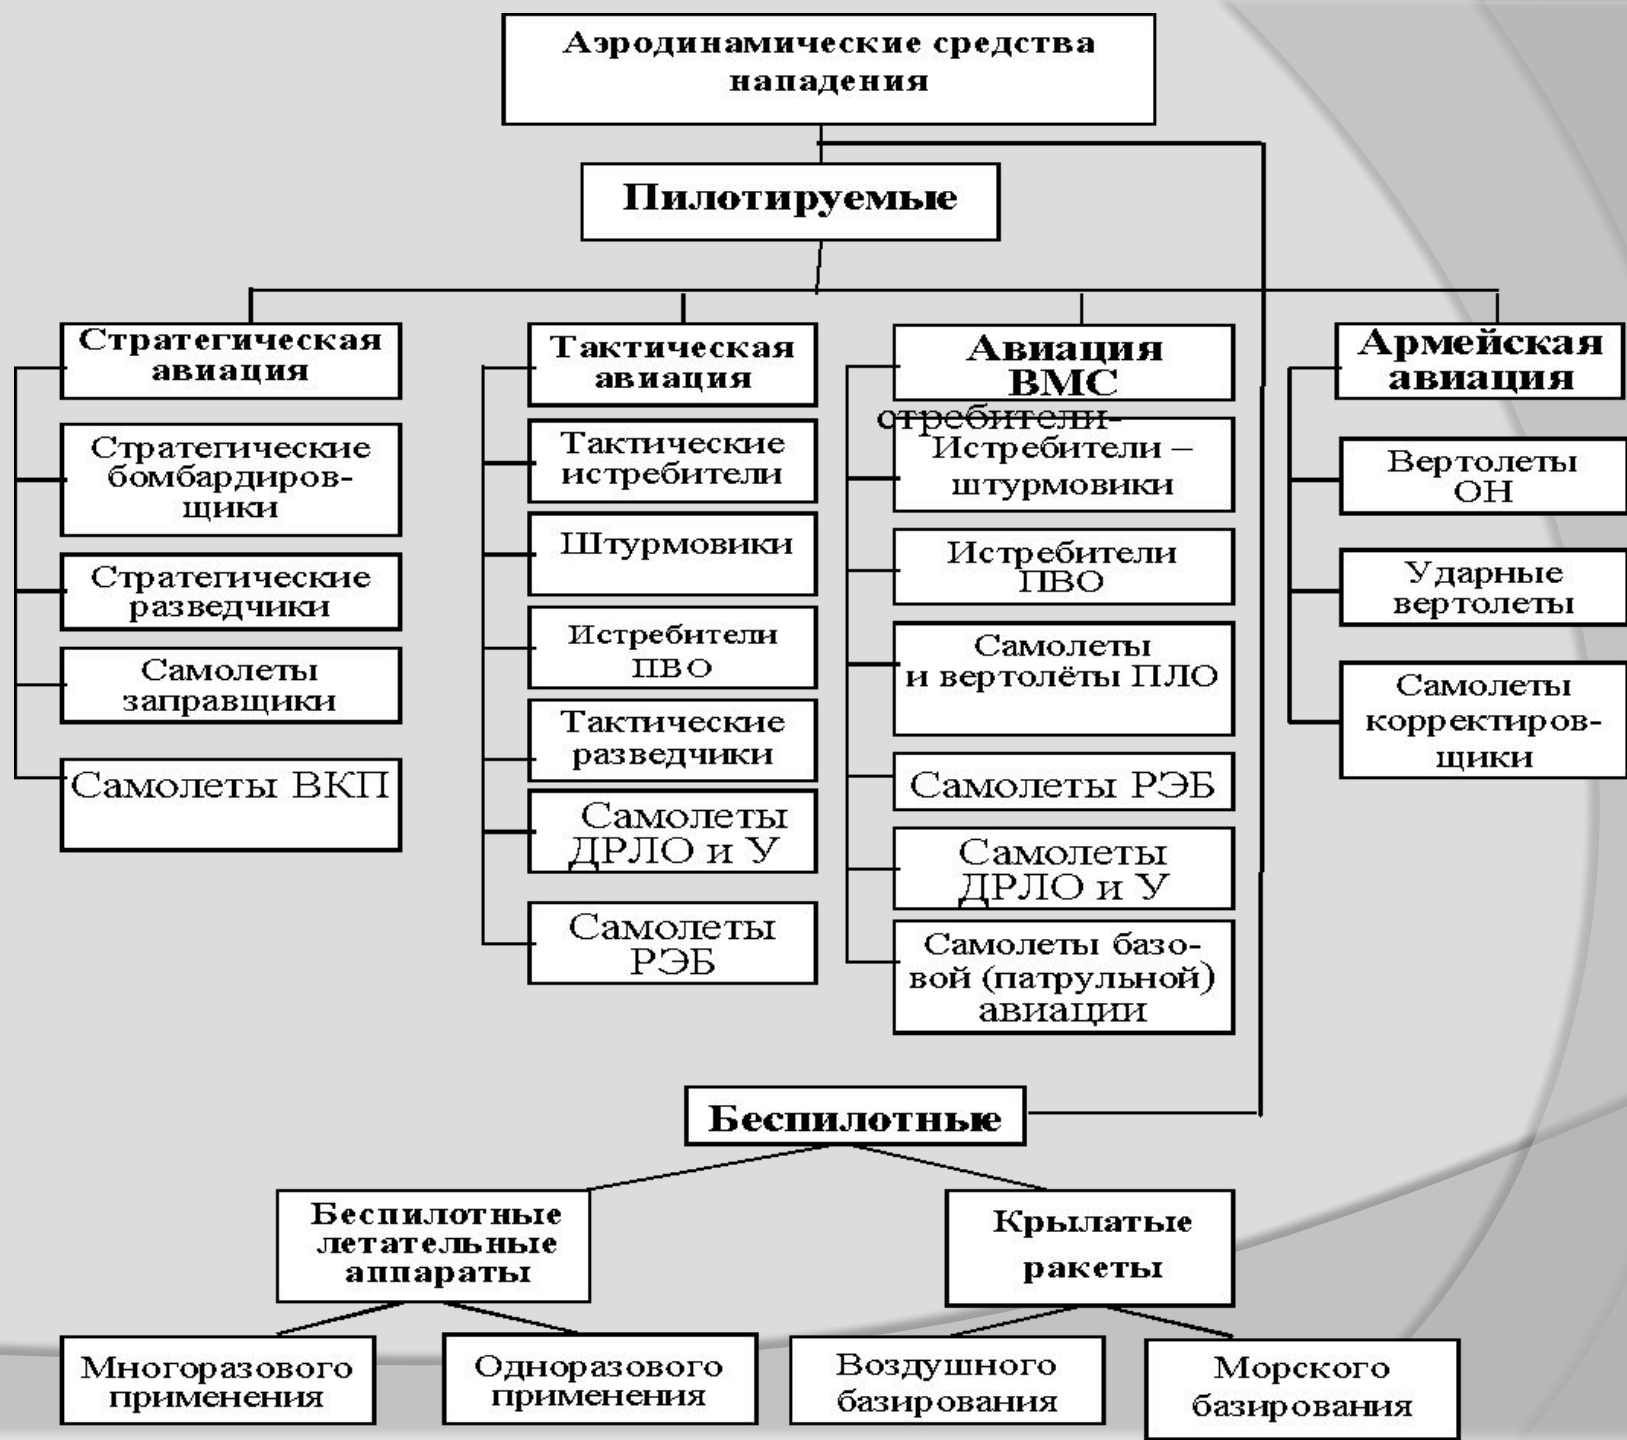 Аэродинамические средства
нападения
Пилотируемые
Стратегическая
авиация
Стратегические
бомбардиров-
щики
Стратегические
разведчики
Самолеты
заправщики
Самолеты ВКП
Тактическая
авиация
Тактические
истребители
Штурмовики
Истребители
ПВО
Тактические
разведчики
Самолеты
ДРЛО и У
Самолеты
РЭБ
Авиация
ВМС
отребители-
Истребители –
штурмовики
Истребители
ПВО
Самолеты
и вертолёты ПЛО
Самолеты РЭБ
Самолеты
ДРЛО и У
Самолеты базо-
вой (патрульной)
авиации
Армейская
авиация
Вертолеты
ОН
Ударные
вертолеты
Самолеты
корректиров-
щики
Беспилотные
Беспилотные
летательные
аппараты
Крылатые
ракеты
Многоразового
применения
Одноразового
применения
Воздушного
базирования
Морского
базирования